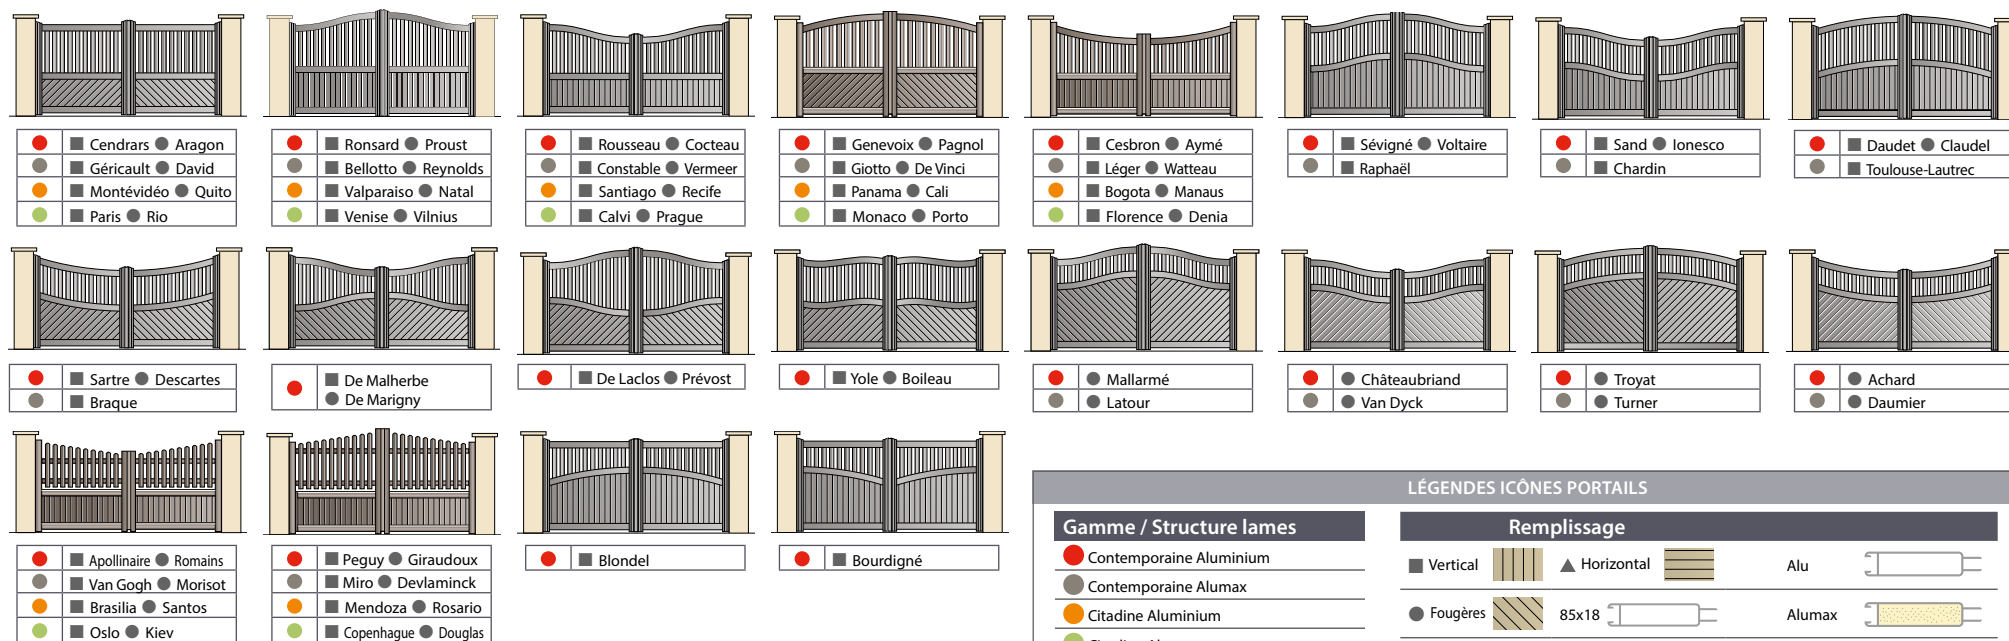 Cendrars Aragon
Géricault David
Montévidéo Quito
Paris Rio
Ronsard Proust
Bellotto Reynolds
Valparaiso Natal
Venise Vilnius
Rousseau Cocteau
Constable Vermeer
Santiago Recife
Calvi Prague
Genevoix Pagnol
Giotto De Vinci
Panama Cali
Monaco Porto
Cesbron Aymé
Léger Watteau
Bogota Manaus
Florence Denia
Sévigné Voltaire
Raphaël
Sand Ionesco
Chardin
Daudet Claudel
Toulouse-Lautrec
Sartre Descartes
Braque
De Malherbe
De Marigny
De Laclos Prévost
Yole Boileau
Mallarmé
Latour
Châteaubriand
Van Dyck
Troyat
Turner
Achard
Daumier
Apollinaire Romains
Van Gogh Morisot
Brasilia Santos
Oslo Kiev
Peguy Giraudoux
Miro Devlaminck
Mendoza Rosario
Copenhague Douglas
Blondel
Bourdigné
LÉGENDES ICÔNES PORTAILS
Gamme / Structure lames
Contemporaine Aluminium
Contemporaine Alumax
Citadine Aluminium
Remplissage
Vertical Horizontal Alu
Fougères 85x18 Alumax